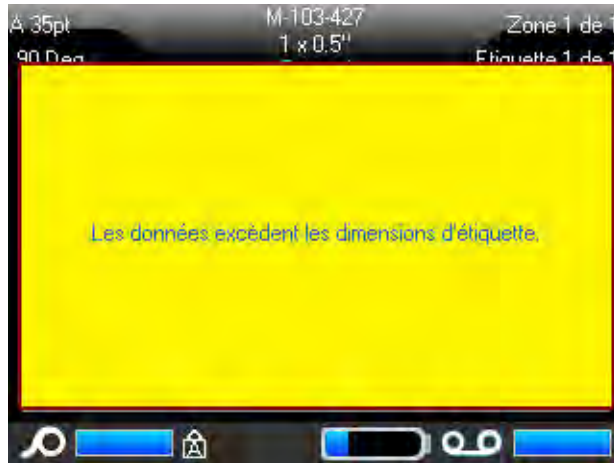 A 35pt
M-103-427
Zone 1 de 1
1 x 0.5"
90 Deg
Etiquette 1 de 1
Les données excèdent les dimensions d'étiquette.
A